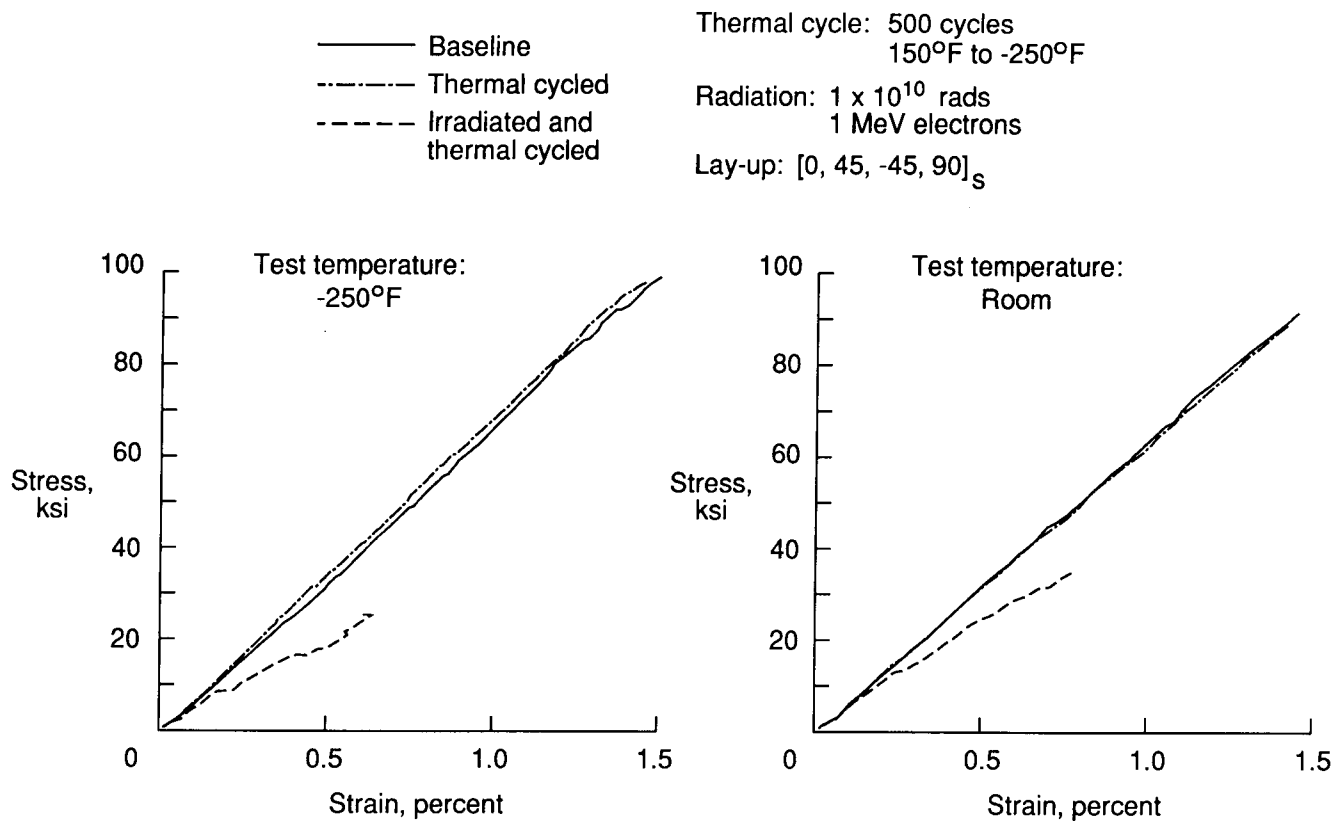 Baseline
Thermal cycled
Irradiated and
thermal cycled
Thermal cycle: 500 cycles
150°F to -250°F
Radiation: 1 x 10¹⁰ rads
1 MeV electrons
Lay-up: [0, 45, -45, 90]ₛ
Test temperature:
-250°F
100
80
60
40
20
0
Stress,
ksi
0.5
1.0
1.5
Strain, percent
Test temperature:
Room
100
80
60
40
20
0
Stress,
ksi
0.5
1.0
1.5
Strain, percent